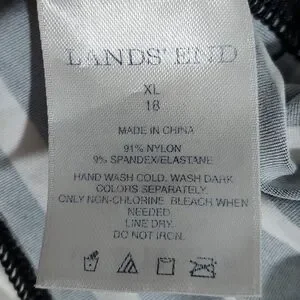 LANDS' END
XL
18
MADE IN CHINA
91% NYLON
9% SPANDEX/ELASTANE
HAND WASH COLD. WASH DARK
COLORS SEPARATELY.
ONLY NON-CHLORINE BLEACH WHEN
NEEDED.
LINE DRY.
DO NOT IRON.